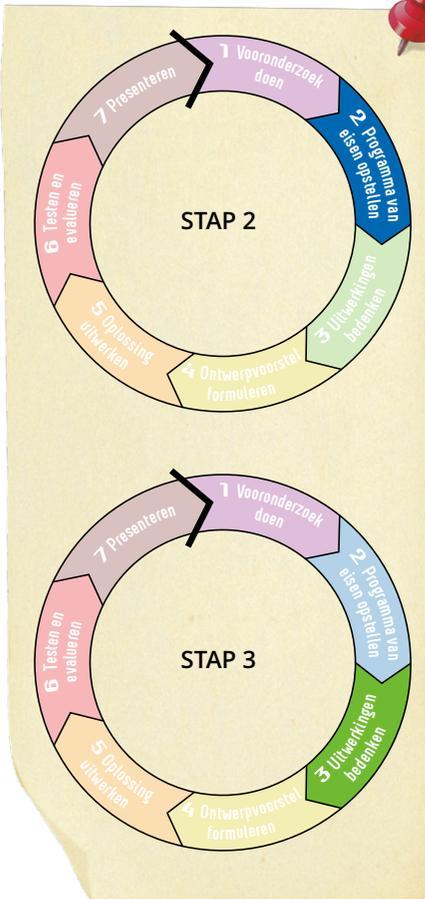 1 Vooronderzoek
doen
2 Programma van
eisen opstellen
3 Uitwerkingen
bedenken
4 Ontwerpvoorstel
formuleren
5 Oplossing
uitwerken
6 Testen en
evalueren
7 Presenteren
STAP 2
1 Vooronderzoek
doen
2 Programma van
eisen opstellen
3 Uitwerkingen
bedenken
4 Ontwerpvoorstel
formuleren
5 Oplossing
uitwerken
6 Testen en
evalueren
7 Presenteren
STAP 3